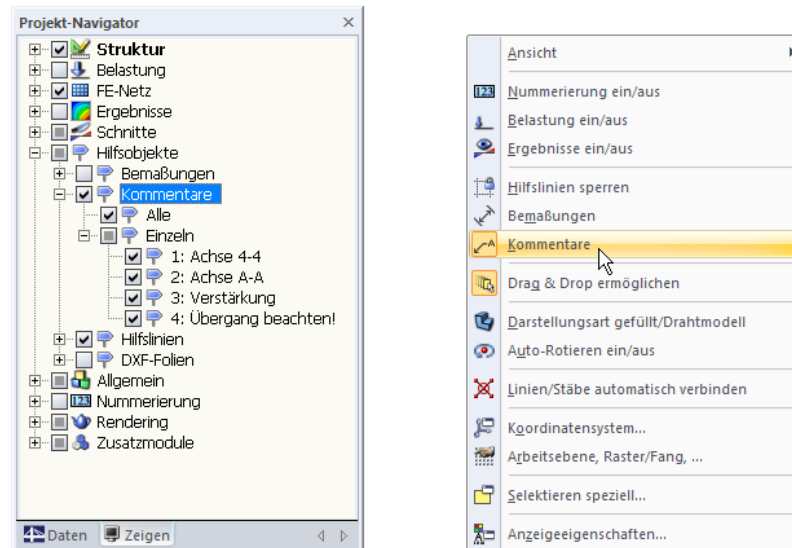 Projekt-Navigator
Struktur
Belastung
FE-Netz
Ergebnisse
Schnitte
Hilfsobjekte
Bemaßungen
Kommentare
Alle
Einzeln
1: Achse 4-4
2: Achse A-A
3: Verstärkung
4: Übergang beachten!
Hilfslinien
DXF-Folien
Allgemein
123 Nummerierung
Rendering
Zusatzmodule
Daten Zeigen
Ansicht
123 Nummerierung ein/aus
Belastung ein/aus
Ergebnisse ein/aus
Hilfslinien sperren
Bemaßungen
A Kommentare
Drag & Drop ermöglichen
Darstellungsart gefüllt/Drahtmodell
Auto-Rotieren ein/aus
Linien/Stäbe automatisch verbinden
Koordinatensystem...
Arbeitsebene, Raster/Fang, ...
Selektieren speziell...
Anzeigeeigenschaften...